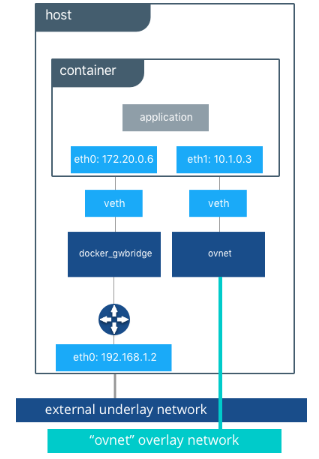 host
container
application
eth0: 172.20.0.6
eth1: 10.1.0.3
veth
veth
docker_gwbridge
ovnet
eth0: 192.168.1.2
external underlay network
“ovnet” overlay network